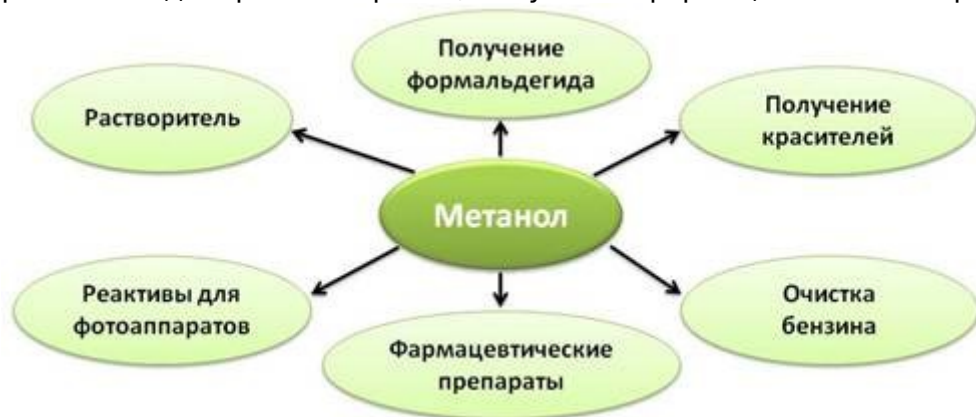 Получение
формальдегида
Растворитель
Получение
красителей
Метанол
Реактивы для
фотоаппаратов
Очистка
бензина
Фармацевтические
препараты